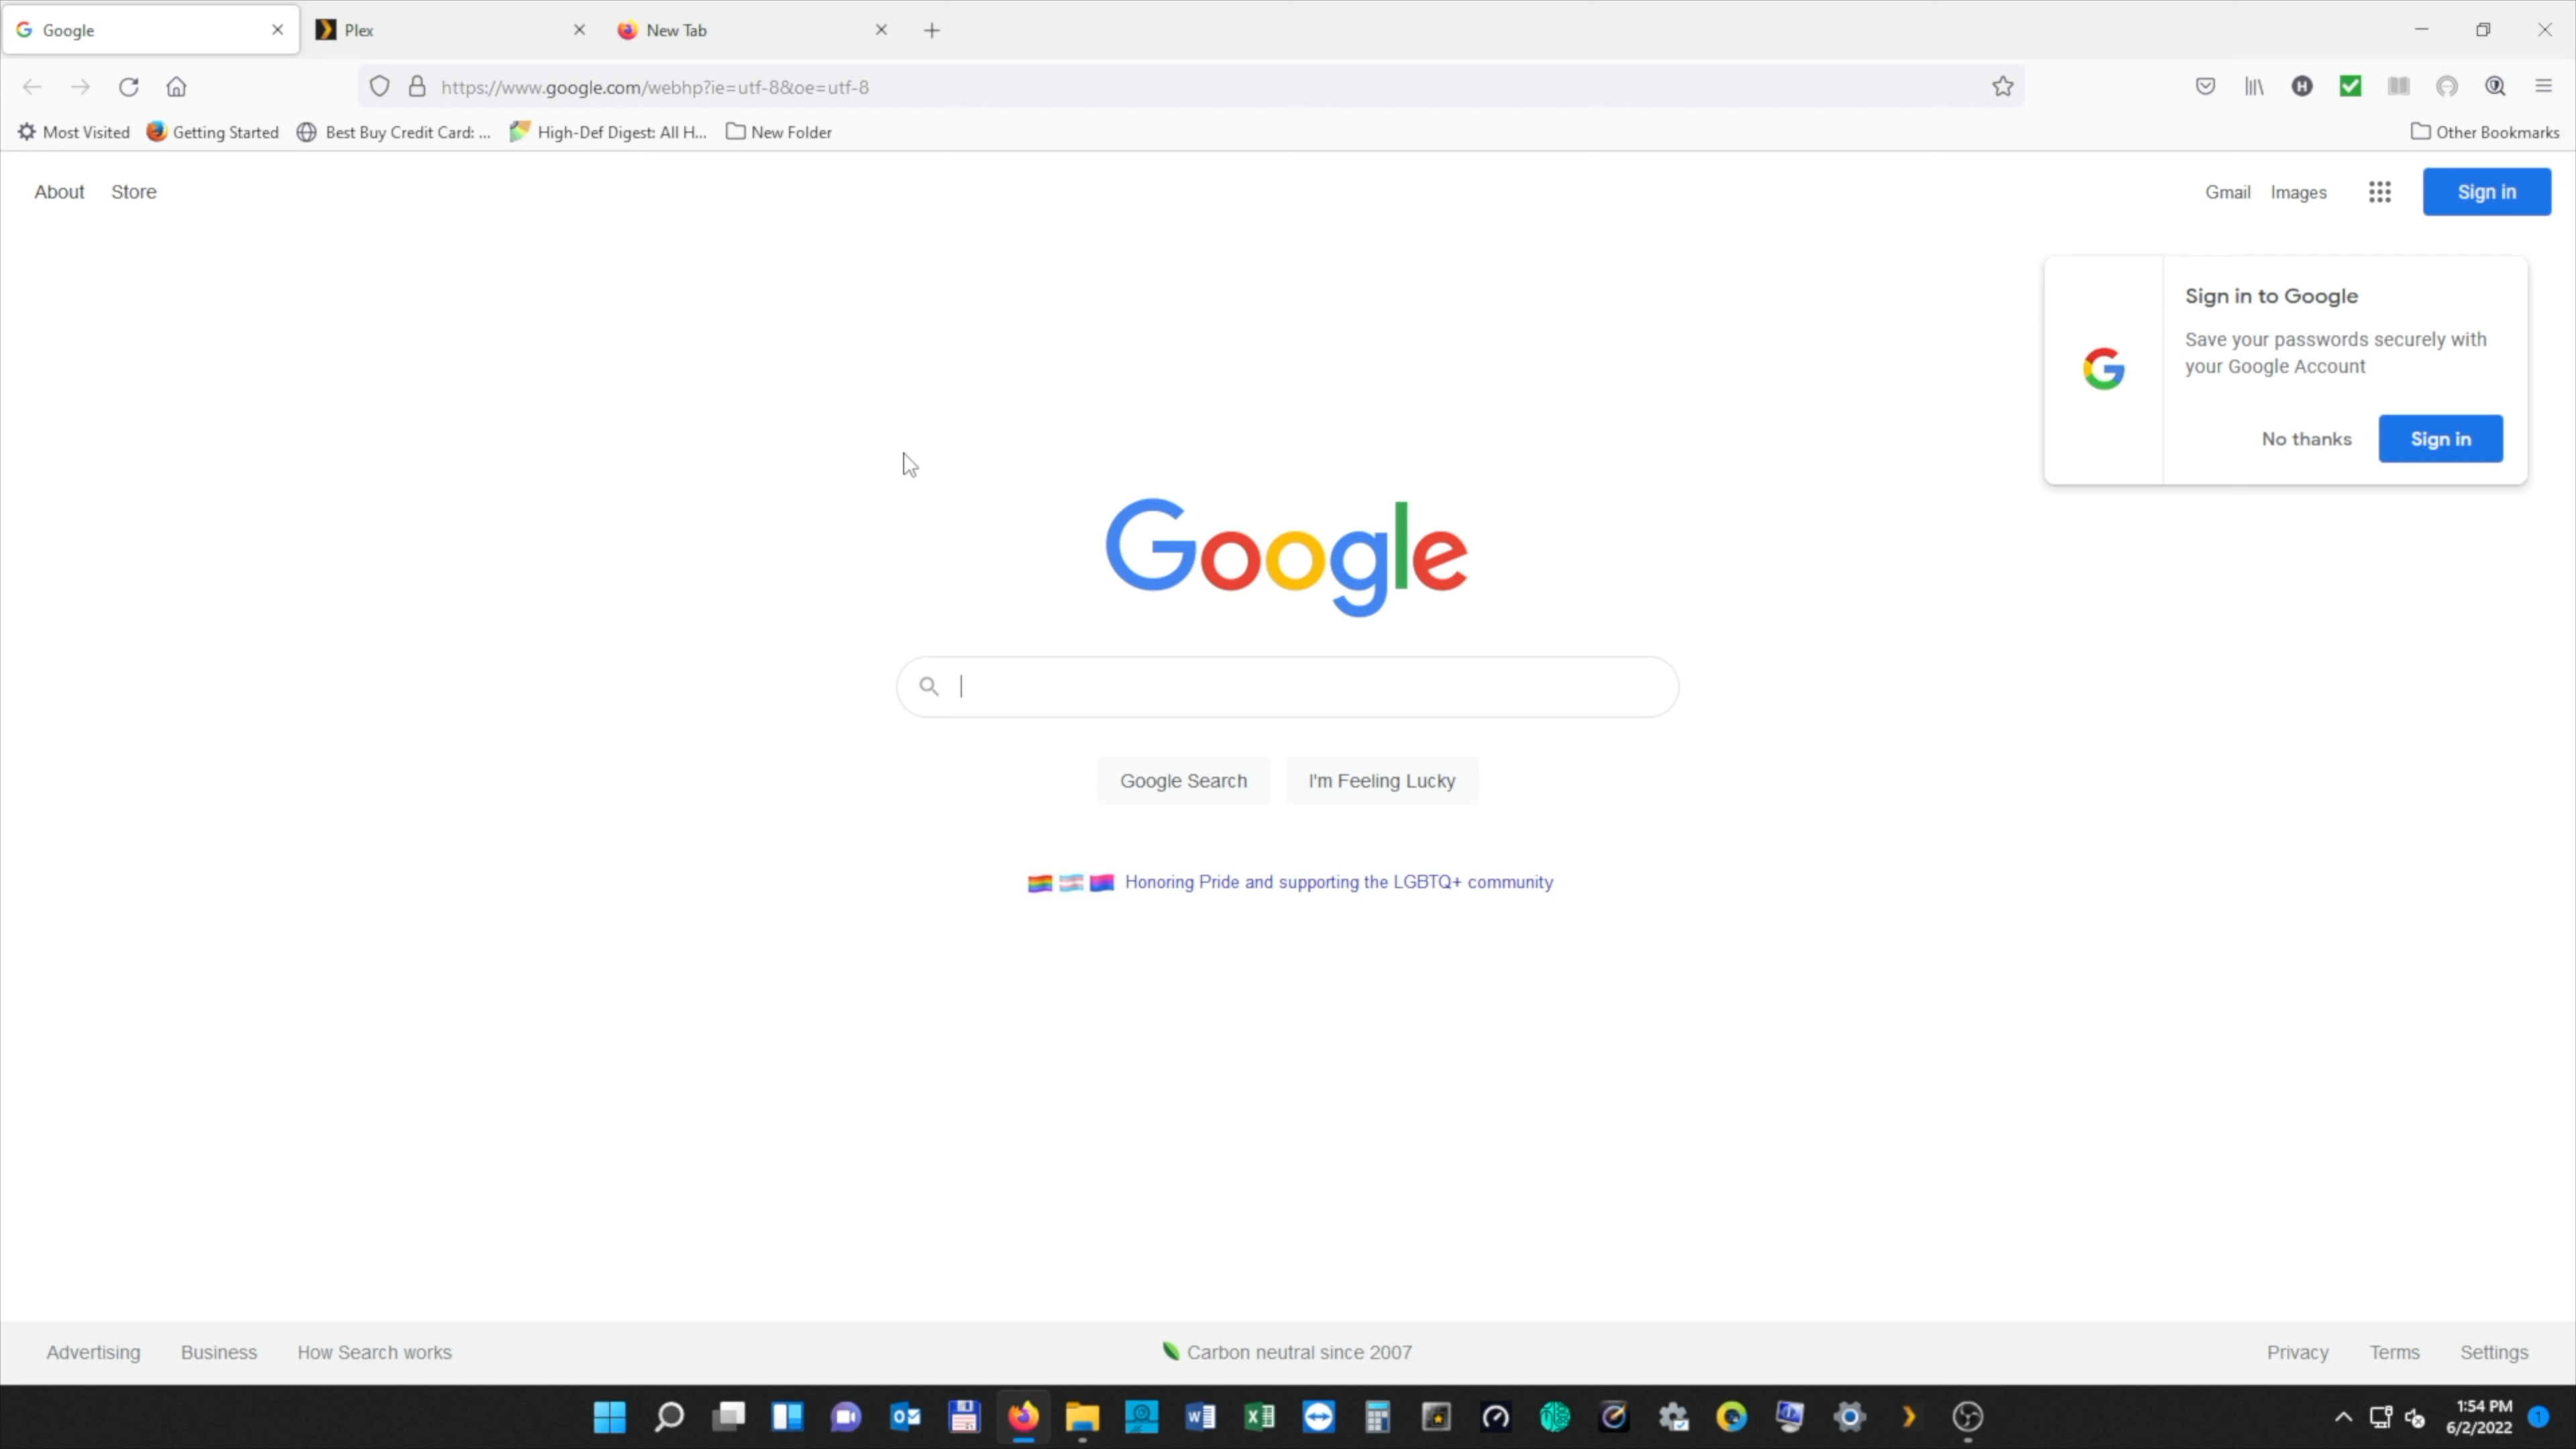 Google
Plex
New Tab
https://www.google.com/webhp?ie=utf-8&oe=utf-8
Most Visited
Getting Started
Best Buy Credit Card: ...
High-Def Digest: All H...
New Folder
Other Bookmarks
About
Store
Gmail
Images
Sign in
Sign in to Google
Save your passwords securely with
your Google Account
No thanks
Sign in
Google
Google Search
I'm Feeling Lucky
Honoring Pride and supporting the LGBTQ+ community
Advertising
Business
How Search works
Carbon neutral since 2007
Privacy
Terms
Settings
1:54 PM
6/2/2022
1